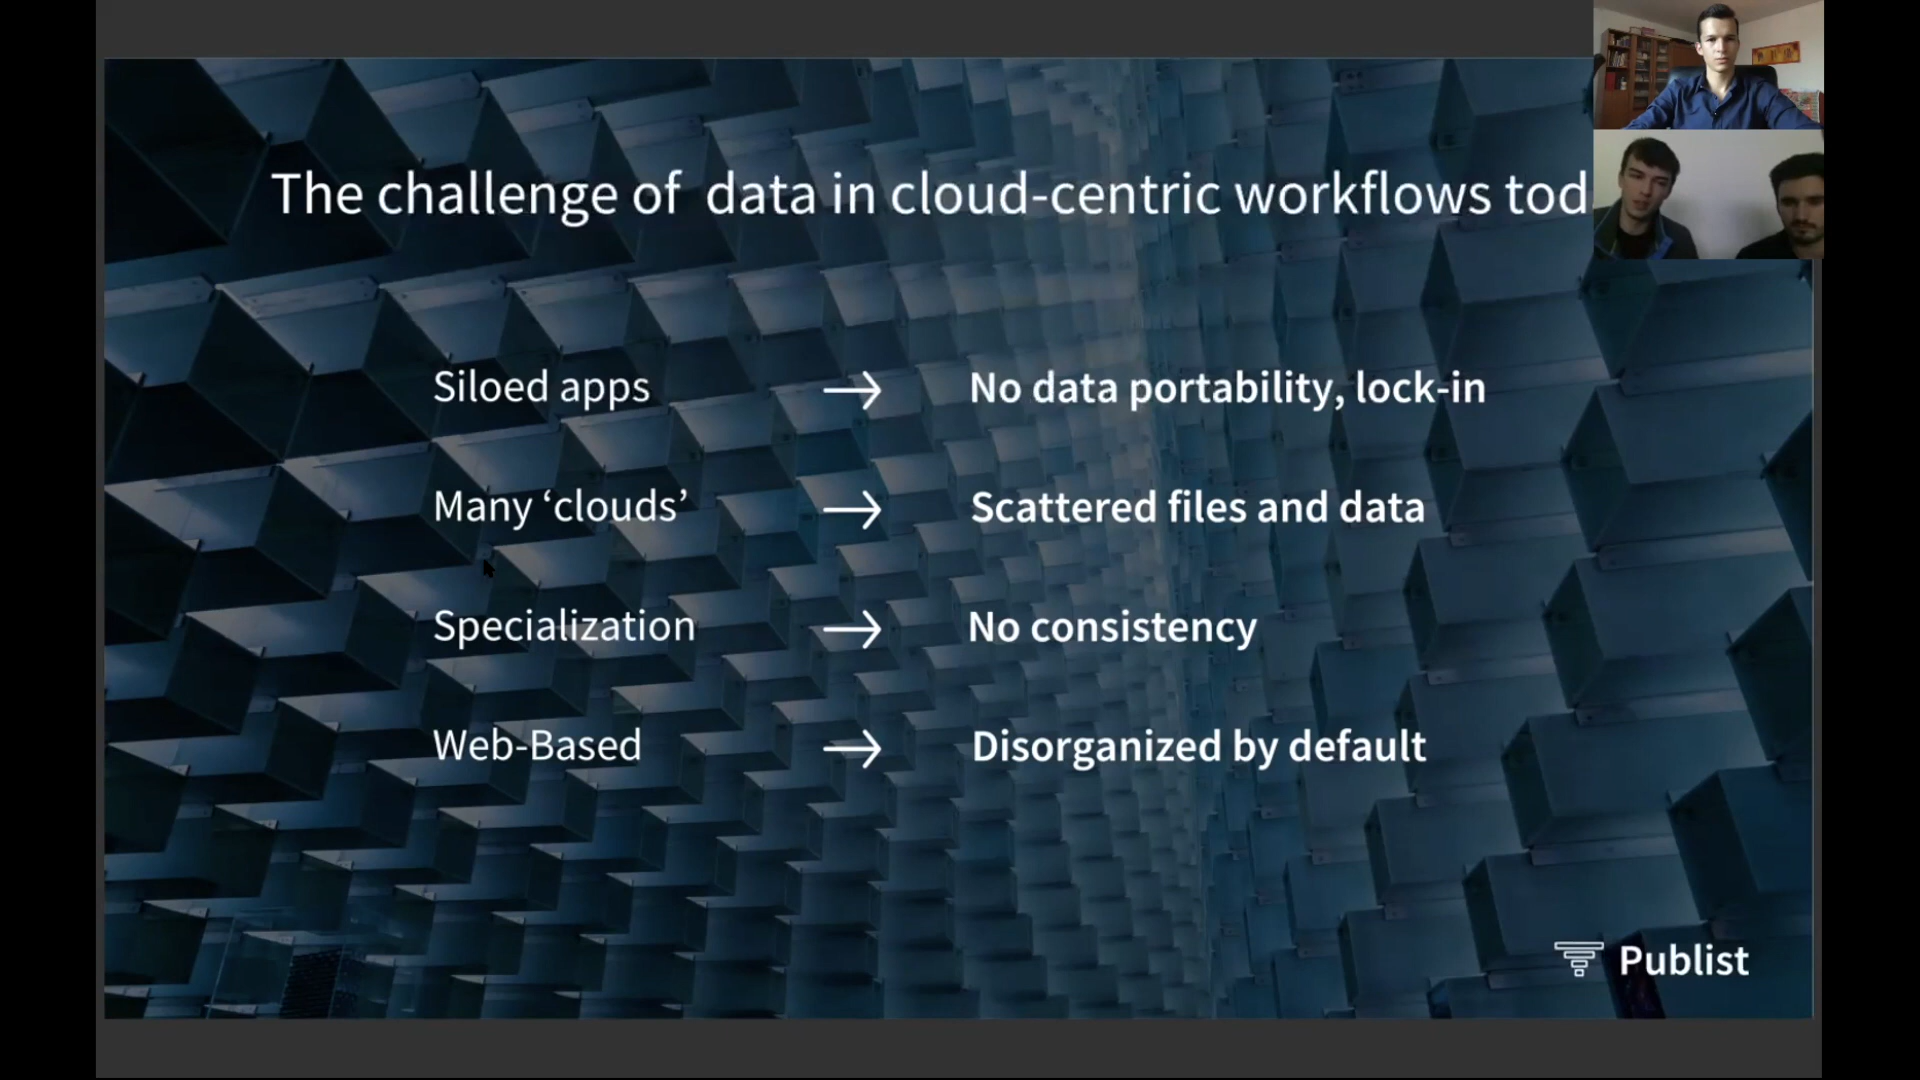 The challenge of data in cloud-centric workflows tod
Siloed apps → No data portability, lock-in
Many ‘clouds’ → Scattered files and data
Specialization → No consistency
Web-Based → Disorganized by default
Publist